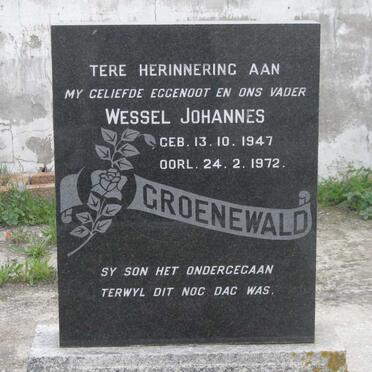 TERE HERINNERING AAN
MY GELIEFDE EGGENOOT EN ONS VADER
WESSEL JOHANNES
GEB. 13. 10. 1947
OORL. 24. 2. 1972.
GROENEWALD
SY SON HET ONDERGEGAAN
TERWYL DIT NOG DAG WAS.